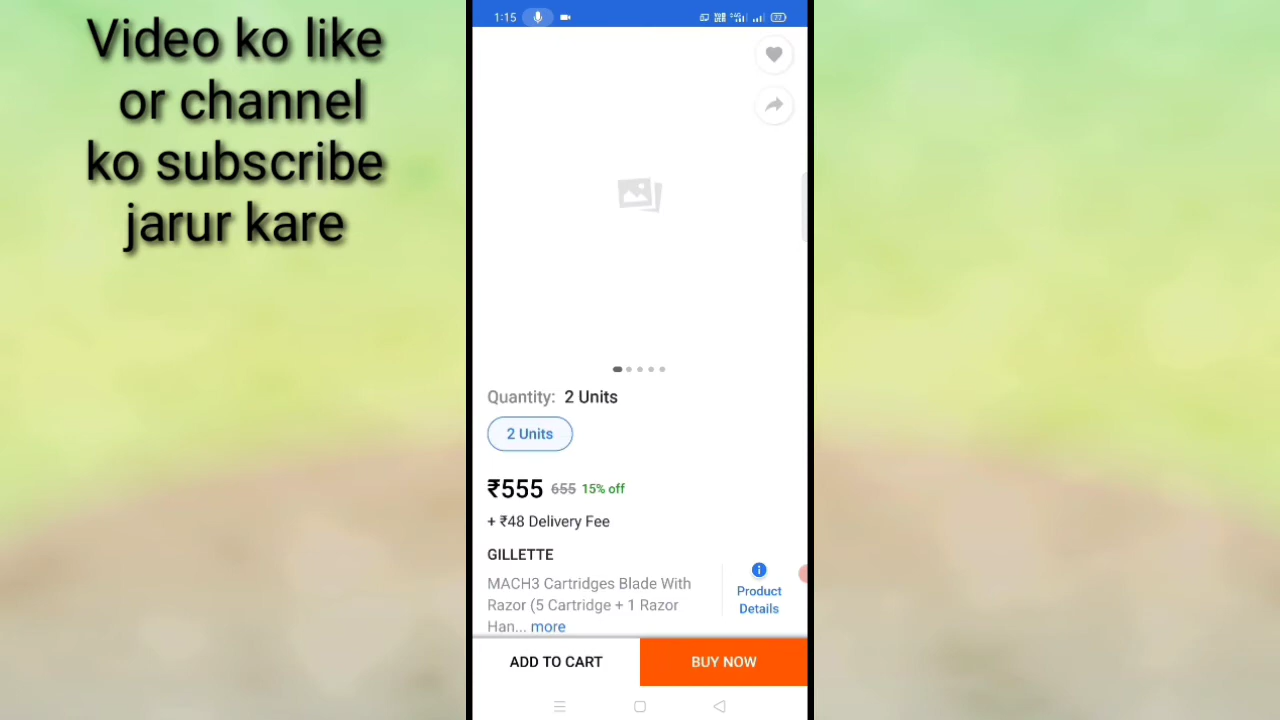 Video ko like
or channel
ko subscribe
jarur kare
1:15
77
Quantity: 2 Units
2 Units
₹555 655 15% off
+ ₹48 Delivery Fee
GILLETTE
MACH3 Cartridges Blade With
Razor (5 Cartridge + 1 Razor
Han... more
Product
Details
ADD TO CART
BUY NOW